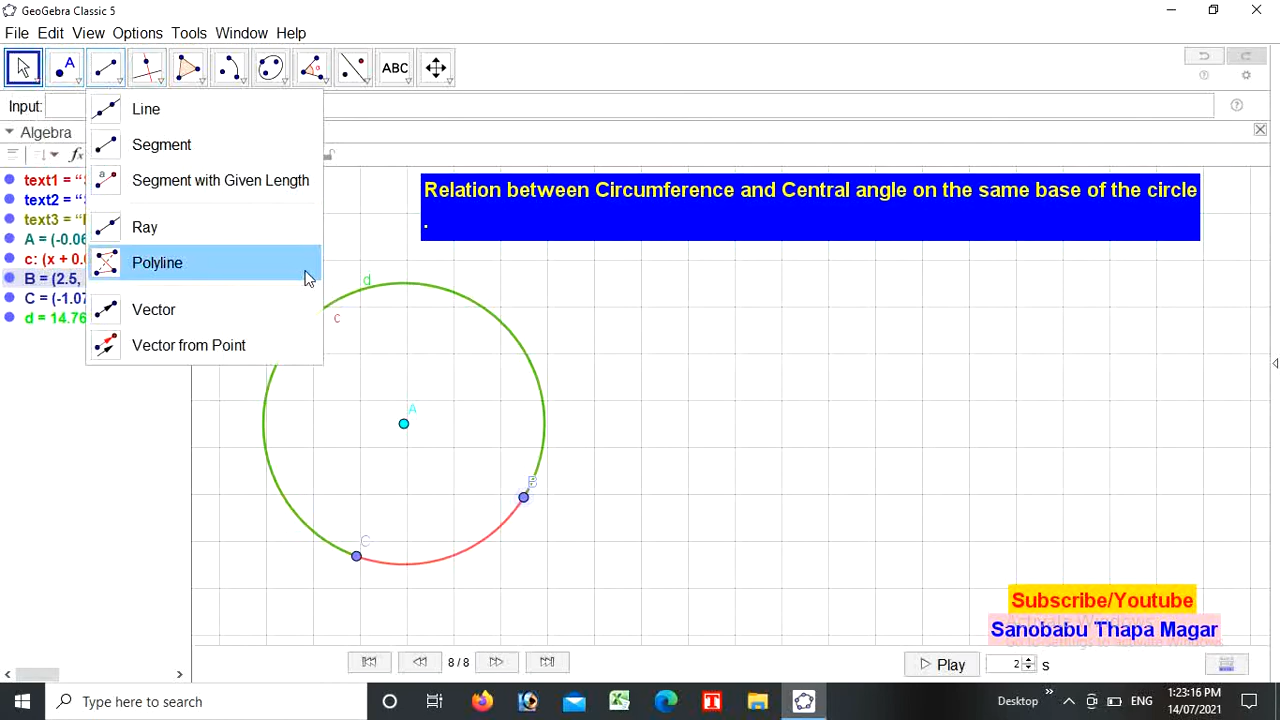 GeoGebra Classic 5
File Edit View Options Tools Window Help
A
ABC
Input:
Algebra
fx
Line
Segment
a
Segment with Given Length
Ray
Polyline
Vector
Vector from Point
text1 = “
text2 = “
text3 = “
A = (-0.06
c: (x + 0.0
B = (2.5,
C = (-1.07
d = 14.76
Relation between Circumference and Central angle on the same base of the circle
.
d
c
A
B
C
Subscribe/Youtube
Sanobabu Thapa Magar
8 / 8
Play
2 s
Type here to search
Desktop
ENG
1:23:16 PM
14/07/2021